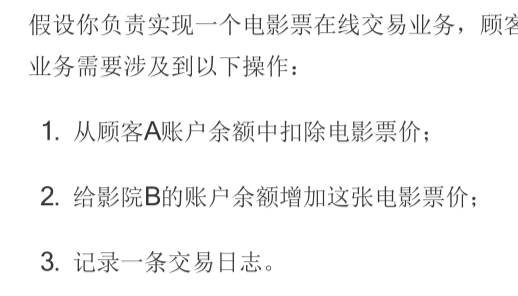 假设你负责实现一个电影票在线交易业务，顾客
业务需要涉及到以下操作：
1. 从顾客A账户余额中扣除电影票价；
2. 给影院B的账户余额增加这张电影票价；
3. 记录一条交易日志。